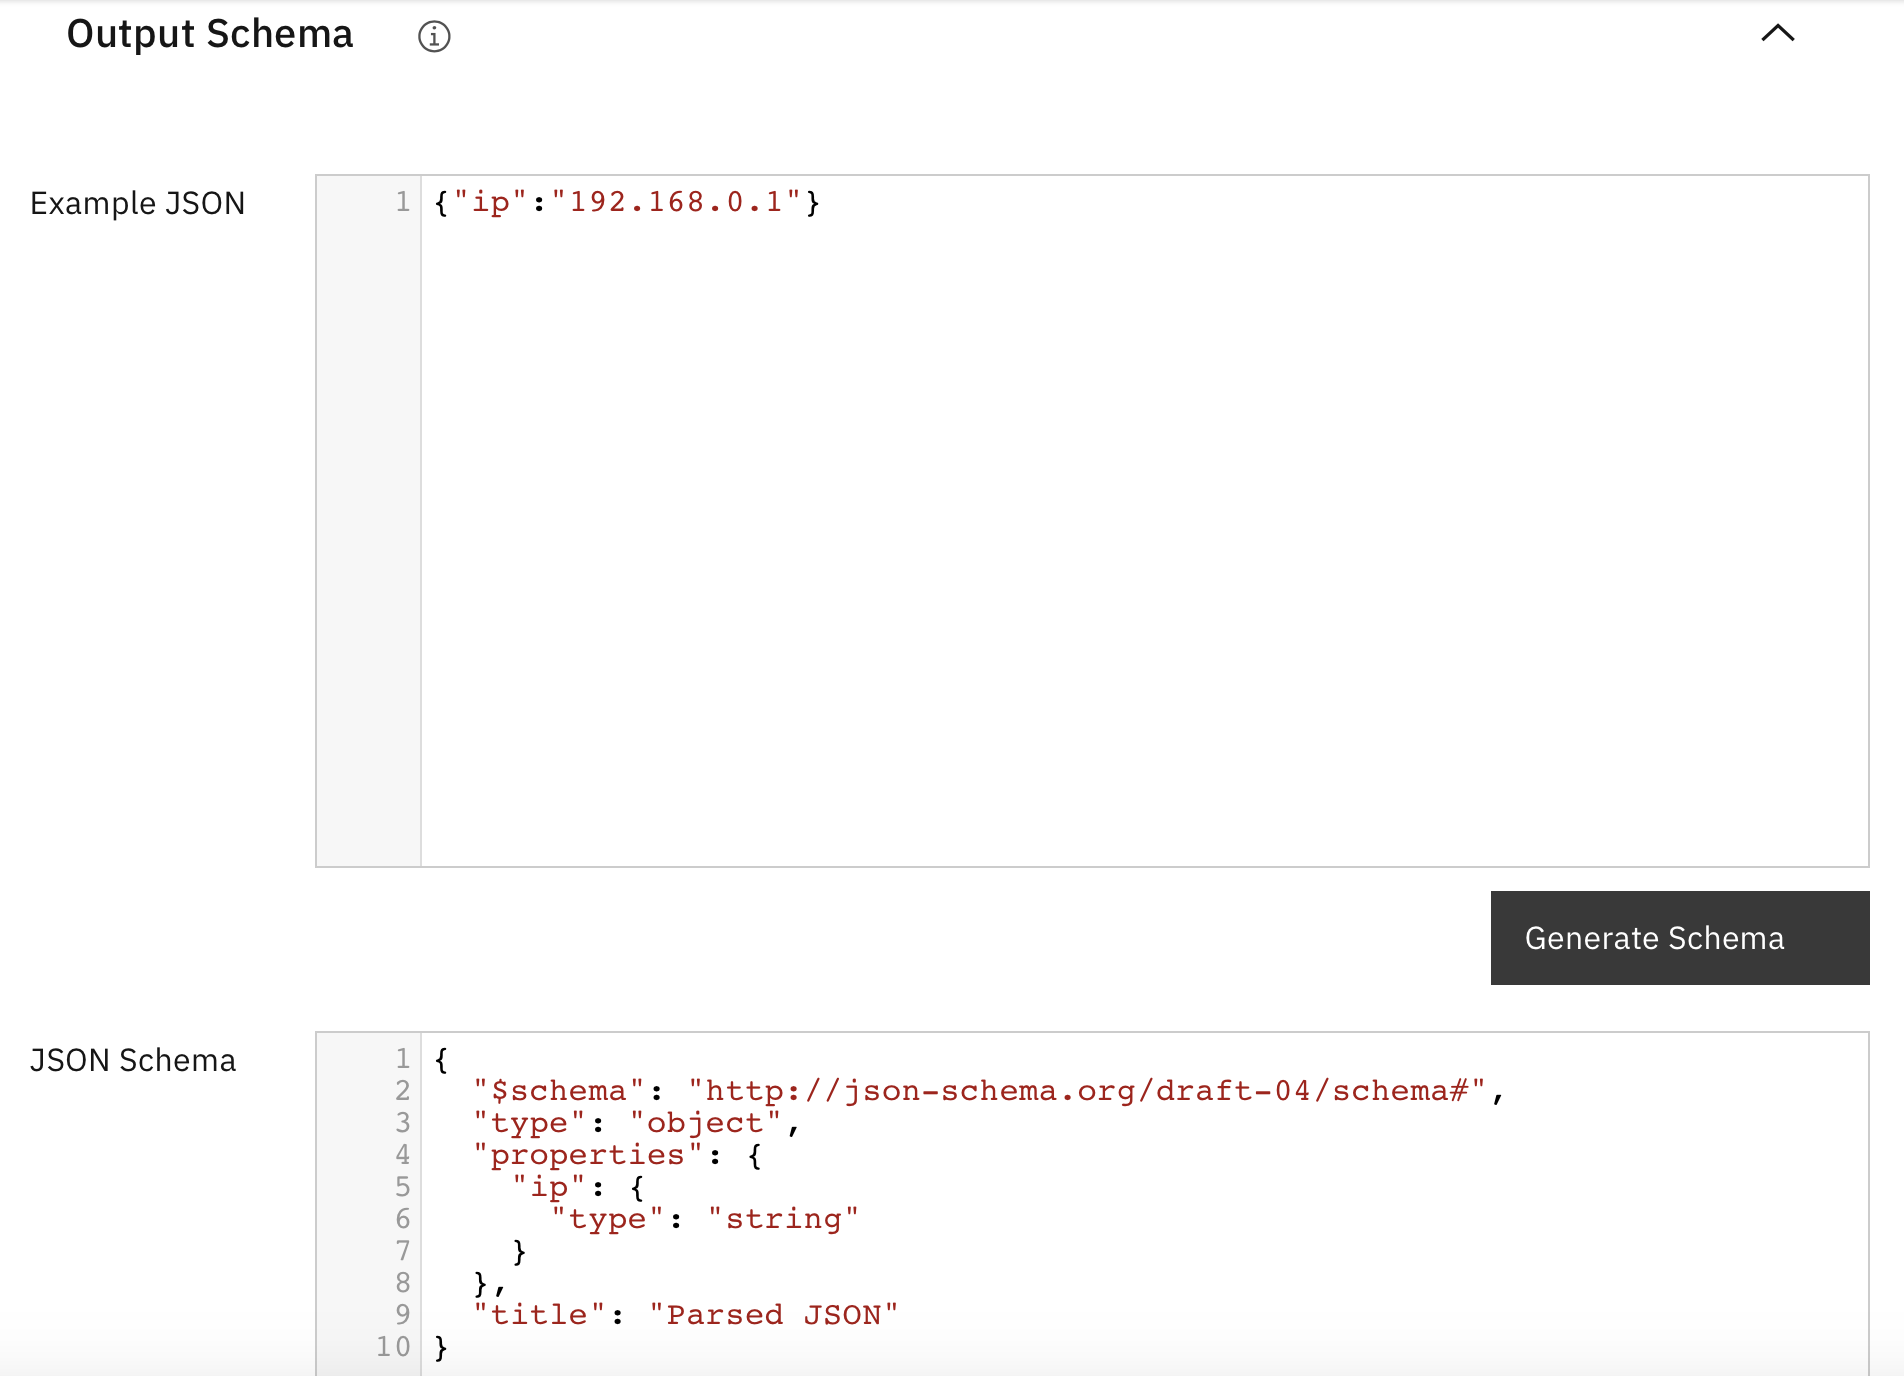 Output Schema
Example JSON
1 {"ip":"192.168.0.1"}
Generate Schema
JSON Schema
1 {
2   "$schema": "http://json-schema.org/draft-04/schema#",
3   "type": "object",
4   "properties": {
5     "ip": {
6       "type": "string"
7     }
8   },
9   "title": "Parsed JSON"
10 }